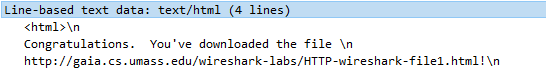 Line-based text data: text/html (4 lines)
<html>\n
Congratulations.  You've downloaded the file \n
http://gaia.cs.umass.edu/wireshark-labs/HTTP-wireshark-file1.html!\n